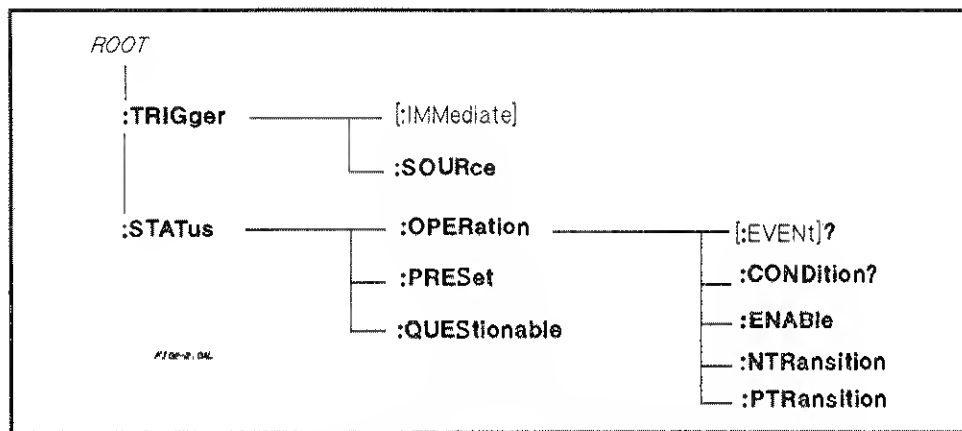 ROOT
:TRIGger [:IMMediate]
:SOURce
:STATus :OPERation [:EVENt]?
:PRESet :CONDition?
:QUEStionable :ENABle
:NTRansition
:PTRansition